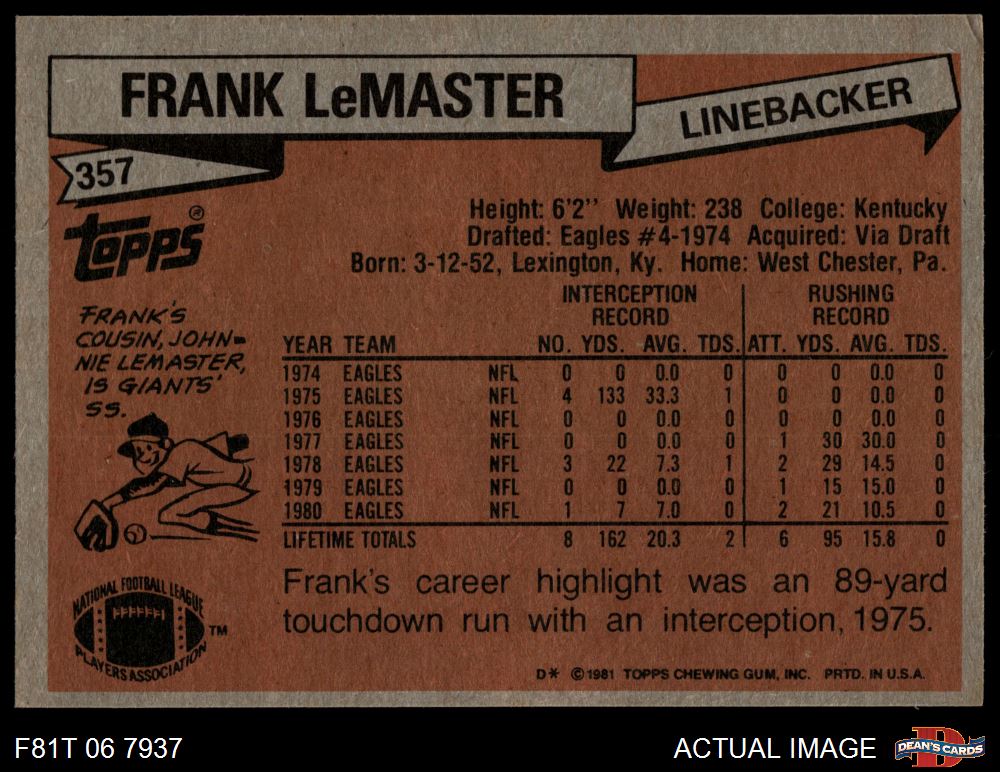 FRANK LeMASTER
LINEBACKER
357
Topps®
Height: 6'2'' Weight: 238 College: Kentucky
Drafted: Eagles #4-1974 Acquired: Via Draft
Born: 3-12-52, Lexington, Ky. Home: West Chester, Pa.
FRANK'S
COUSIN, JOHN-
NIE LEMASTER,
IS GIANTS'
SS.
INTERCEPTION RUSHING
RECORD RECORD
YEAR TEAM NO. YDS. AVG. TDS. ATT. YDS. AVG. TDS.
1974 EAGLES NFL 0 0 0.0 0 0 0 0.0 0
1975 EAGLES NFL 4 133 33.3 1 0 0 0.0 0
1976 EAGLES NFL 0 0 0.0 0 0 0 0.0 0
1977 EAGLES NFL 0 0 0.0 0 1 30 30.0 0
1978 EAGLES NFL 3 22 7.3 1 2 29 14.5 0
1979 EAGLES NFL 0 0 0.0 0 1 15 15.0 0
1980 EAGLES NFL 1 7 7.0 0 2 21 10.5 0
LIFETIME TOTALS 8 162 20.3 2 6 95 15.8 0
Frank's career highlight was an 89-yard
touchdown run with an interception, 1975.
NATIONAL FOOTBALL LEAGUE
PLAYERS ASSOCIATION
TM
D* © 1981 TOPPS CHEWING GUM, INC. PRTD. IN U.S.A.
F81T 06 7937
ACTUAL IMAGE
D
DEAN'S CARDS